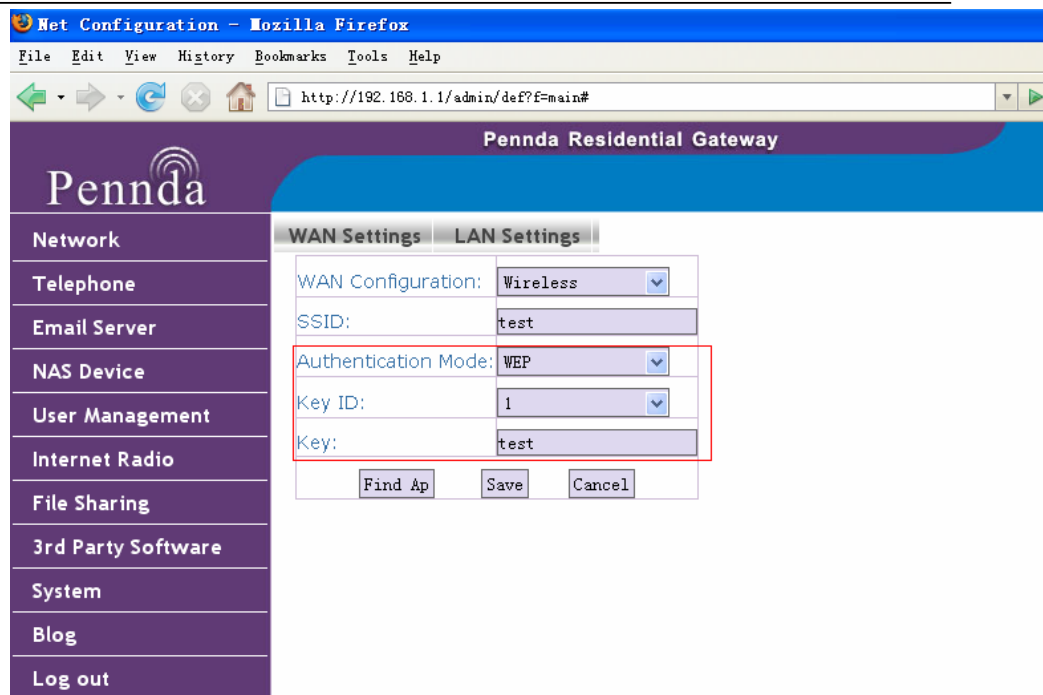 Net Configuration - Mozilla Firefox
File Edit View History Bookmarks Tools Help
http://192.168.1.1/admin/def?f=main#
Pennda Residential Gateway
Pennda
Network
Telephone
Email Server
NAS Device
User Management
Internet Radio
File Sharing
3rd Party Software
System
Blog
Log out
WAN Settings LAN Settings
WAN Configuration: Wireless
SSID: test
Authentication Mode: WEP
Key ID: 1
Key: test
Find Ap Save Cancel